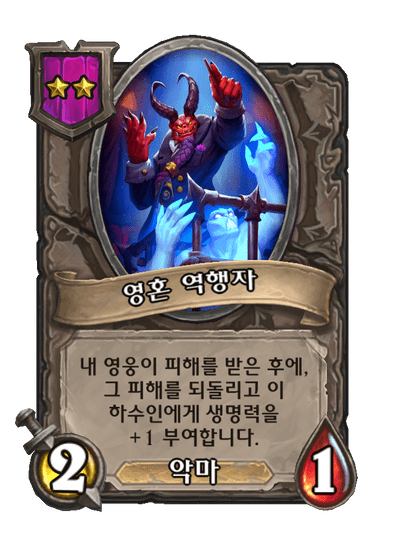 영혼 역행자
내 영웅이 피해를 받은 후에,
그 피해를 되돌리고 이
하수인에게 생명력을
+1 부여합니다.
악마
2
1